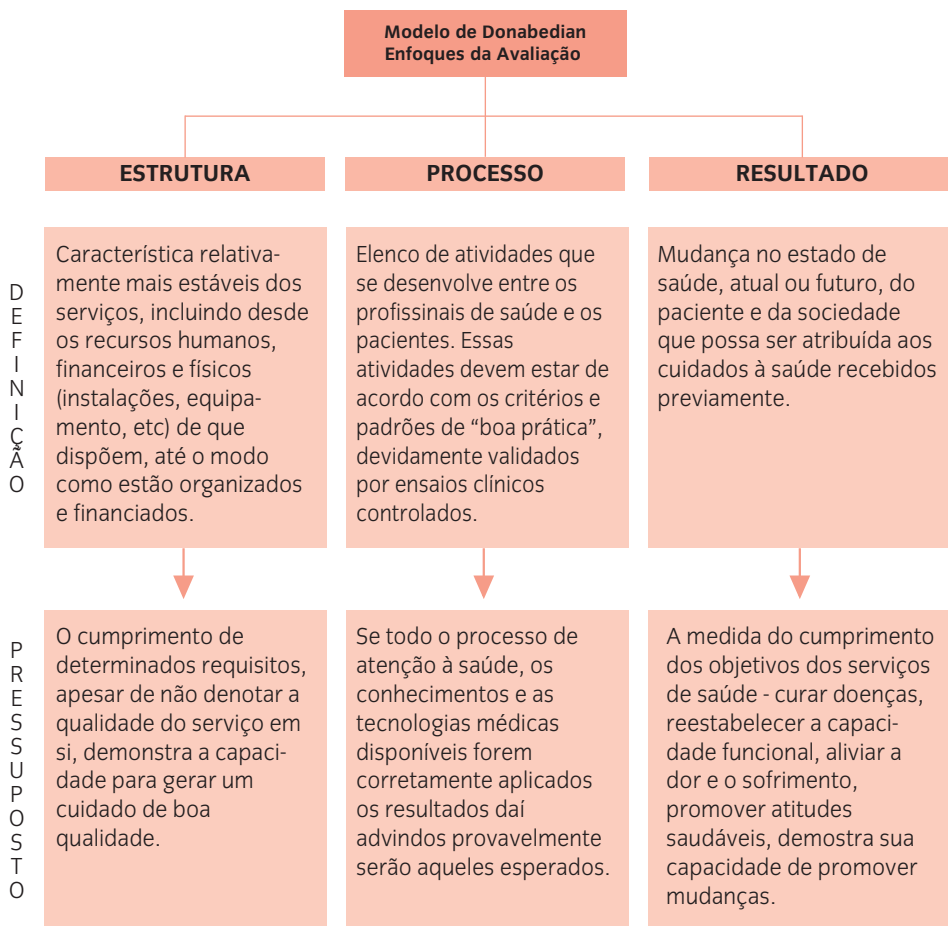 Modelo de Donabedian
Enfoques da Avaliação
ESTRUTURA
PROCESSO
RESULTADO
DEFINIÇÃO
Característica relativa-
mente mais estáveis dos
serviços, incluindo desde
os recursos humanos,
financeiros e físicos
(instalações, equipa-
mento, etc) de que
dispõem, até o modo
como estão organizados
e financiados.
Elenco de atividades que
se desenvolve entre os
profissinais de saúde e os
pacientes. Essas
atividades devem estar de
acordo com os critérios e
padrões de “boa prática”,
devidamente validados
por ensaios clínicos
controlados.
Mudança no estado de
saúde, atual ou futuro, do
paciente e da sociedade
que possa ser atribuída aos
cuidados à saúde recebidos
previamente.
PRESSUPOSTO
O cumprimento de
determinados requisitos,
apesar de não denotar a
qualidade do serviço em
si, demonstra a capaci-
dade para gerar um
cuidado de boa
qualidade.
Se todo o processo de
atenção à saúde, os
conhecimentos e as
tecnologias médicas
disponíveis forem
corretamente aplicados
os resultados daí
advindos provavelmente
serão aqueles esperados.
A medida do cumprimento
dos objetivos dos serviços
de saúde - curar doenças,
reestabelecer a capaci-
dade funcional, aliviar a
dor e o sofrimento,
promover atitudes
saudáveis, demostra sua
capacidade de promover
mudanças.